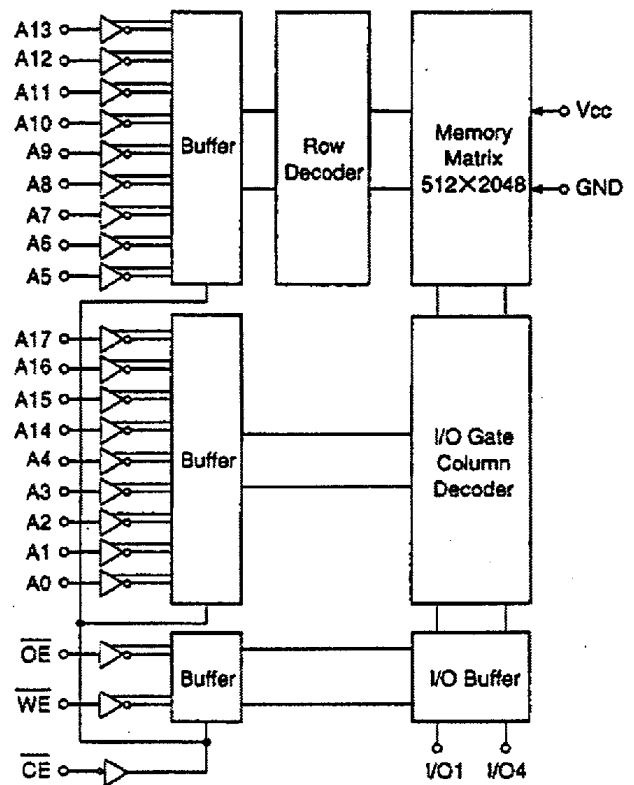 A13
A12
A11
A10
A9
A8
A7
A6
A5
Buffer
Row
Decoder
Memory
Matrix
512×2048
Vcc
GND
A17
A16
A15
A14
A4
A3
A2
A1
A0
Buffer
I/O Gate
Column
Decoder
OE
WE
CE
Buffer
I/O Buffer
I/O1 I/O4